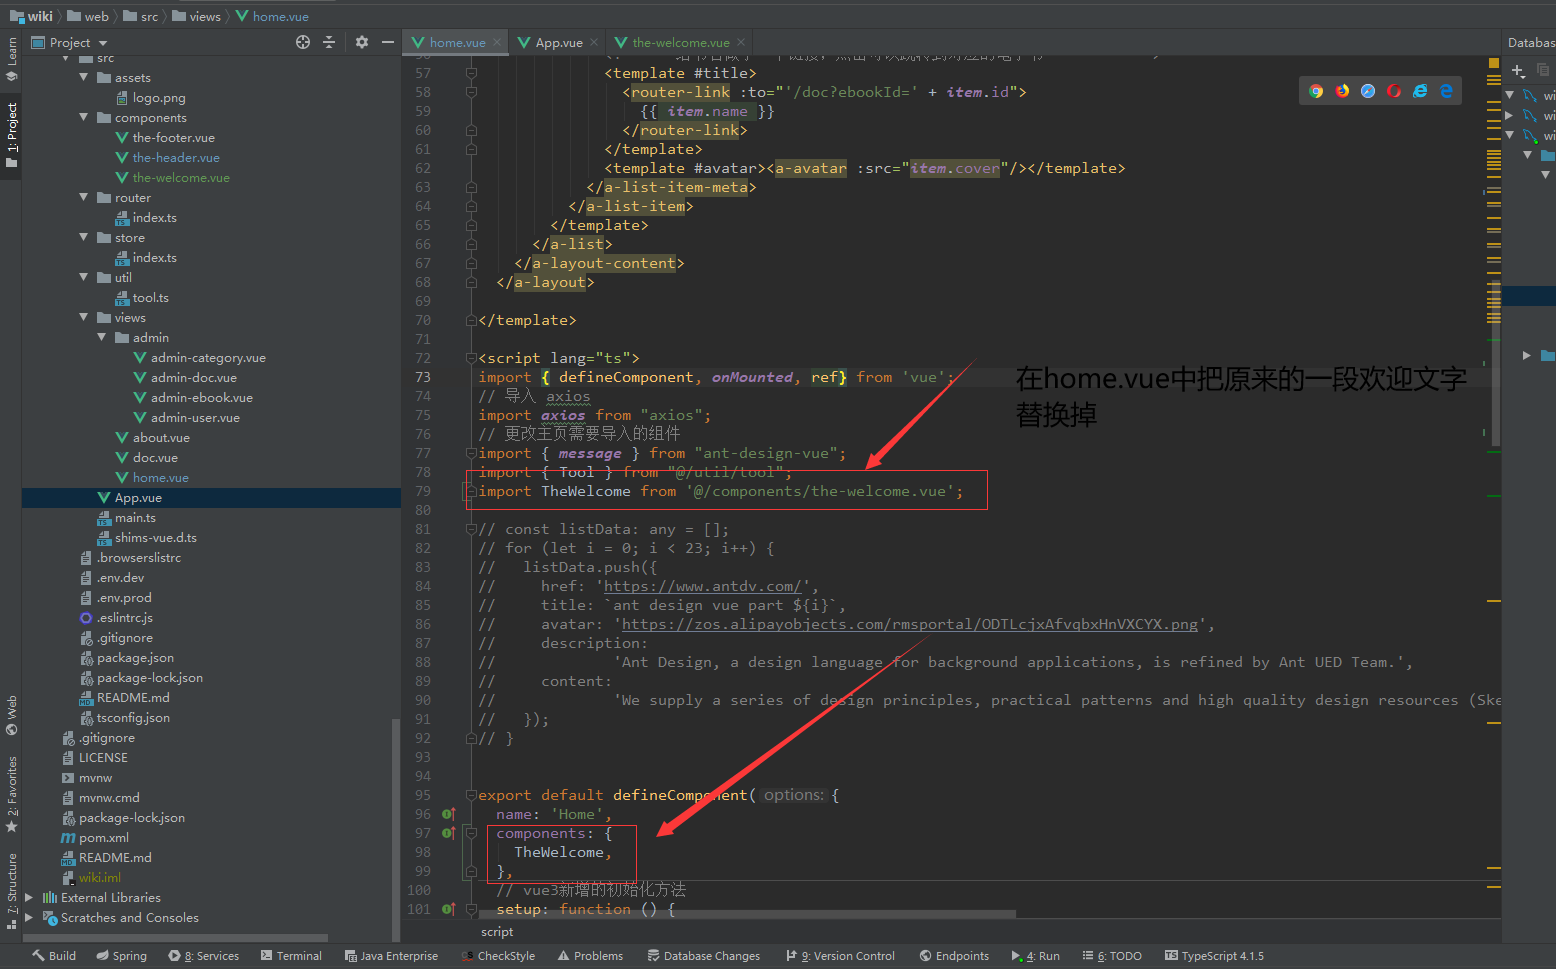 wiki web src views home.vue
Project
home.vue App.vue the-welcome.vue
Database
Learn
1: Project
Web
2: Favorites
7: Structure
src
assets
logo.png
components
the-footer.vue
the-header.vue
the-welcome.vue
router
index.ts
store
index.ts
util
tool.ts
views
admin
admin-category.vue
admin-doc.vue
admin-ebook.vue
admin-user.vue
about.vue
doc.vue
home.vue
App.vue
main.ts
shims-vue.d.ts
.browserslistrc
.env.dev
.env.prod
.eslintrc.js
.gitignore
package.json
package-lock.json
README.md
tsconfig.json
.gitignore
LICENSE
mvnw
mvnw.cmd
package-lock.json
pom.xml
README.md
wiki.iml
External Libraries
Scratches and Consoles
57 <template #title>
58 <router-link :to="'/doc?ebookId=' + item.id">
59 {{ item.name }}
60 </router-link>
61 </template>
62 <template #avatar><a-avatar :src="item.cover"/></template>
63 </a-list-item-meta>
64 </a-list-item>
65 </template>
66 </a-list>
67 </a-layout-content>
68 </a-layout>
69
70 </template>
71
72 <script lang="ts">
73 import { defineComponent, onMounted, ref} from 'vue';
74 // 导入 axios
75 import axios from "axios";
76 // 更改主页需要导入的组件
77 import { message } from "ant-design-vue";
78 import { Tool } from "@/util/tool";
79 import TheWelcome from '@/components/the-welcome.vue';
80
81 // const listData: any = [];
82 // for (let i = 0; i < 23; i++) {
83 // listData.push({
84 // href: 'https://www.antdv.com/',
85 // title: `ant design vue part ${i}`,
86 // avatar: 'https://zos.alipayobjects.com/rmsportal/ODTLcjxAfvqbxHnVXCYX.png',
87 // description:
88 // 'Ant Design, a design language for background applications, is refined by Ant UED Team.',
89 // content:
90 // 'We supply a series of design principles, practical patterns and high quality design resources (Ske
91 // });
92 // }
93
94
95 export default defineComponent( options: {
96 name: 'Home',
97 components: {
98 TheWelcome,
99 },
100 // vue3新增的初始化方法
101 setup: function () {
在home.vue中把原来的一段欢迎文字
替换掉
wi
wi
wi
script
Build Spring 8: Services Terminal Java Enterprise CheckStyle Problems Database Changes 9: Version Control Endpoints 4: Run 6: TODO TypeScript 4.1.5